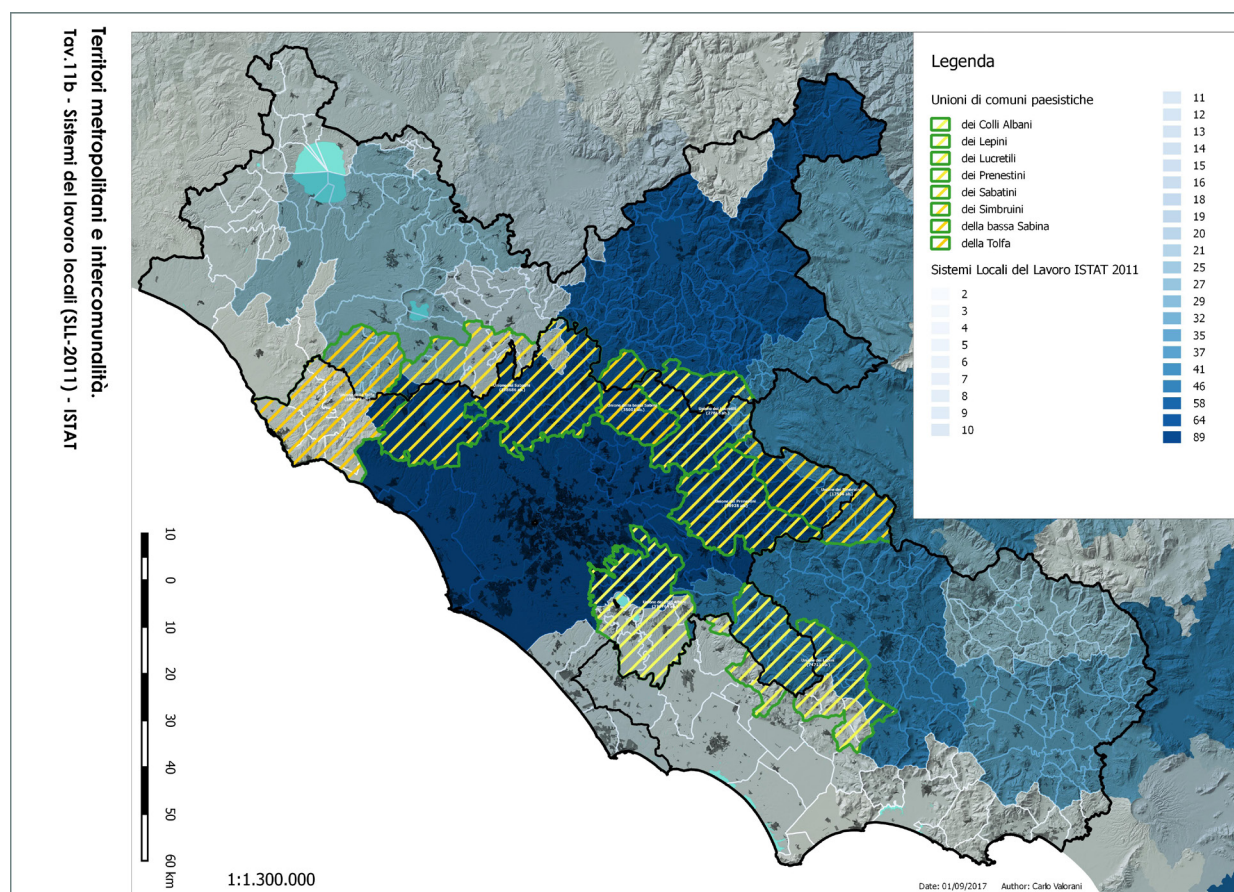 Territori metropolitani e intercomunalità.
Tav.11b - Sistemi del lavoro locali (SLL-2011) - ISTAT
Legenda
Unioni di comuni paesistiche
dei Colli Albani
dei Lepini
dei Lucretili
dei Prenestini
dei Sabatini
dei Simbruini
della bassa Sabina
della Tolfa
Sistemi Locali del Lavoro ISTAT 2011
2
3
4
5
6
7
8
9
10
11
12
13
14
15
16
18
19
20
21
25
27
29
32
35
37
41
46
58
64
89
10
0
10
20
30
40
50
60 km
1:1.300.000
Date: 01/09/2017 Author: Carlo Valorani